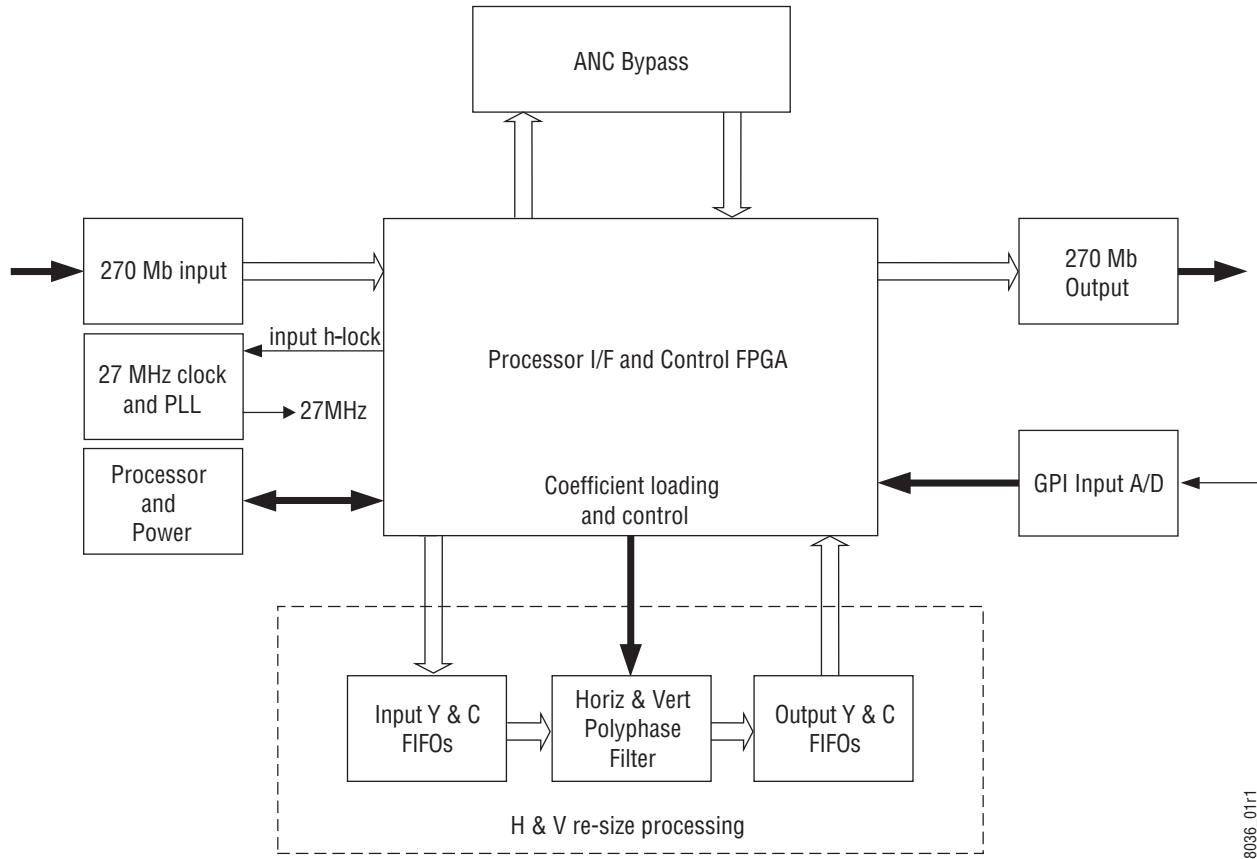 ANC Bypass
270 Mb input
270 Mb
Output
input h-lock
27 MHz clock
and PLL
27MHz
Processor I/F and Control FPGA
Processor
and
Power
Coefficient loading
and control
GPI Input A/D
Input Y & C
FIFOs
Horiz & Vert
Polyphase
Filter
Output Y & C
FIFOs
H & V re-size processing
8036_01r1